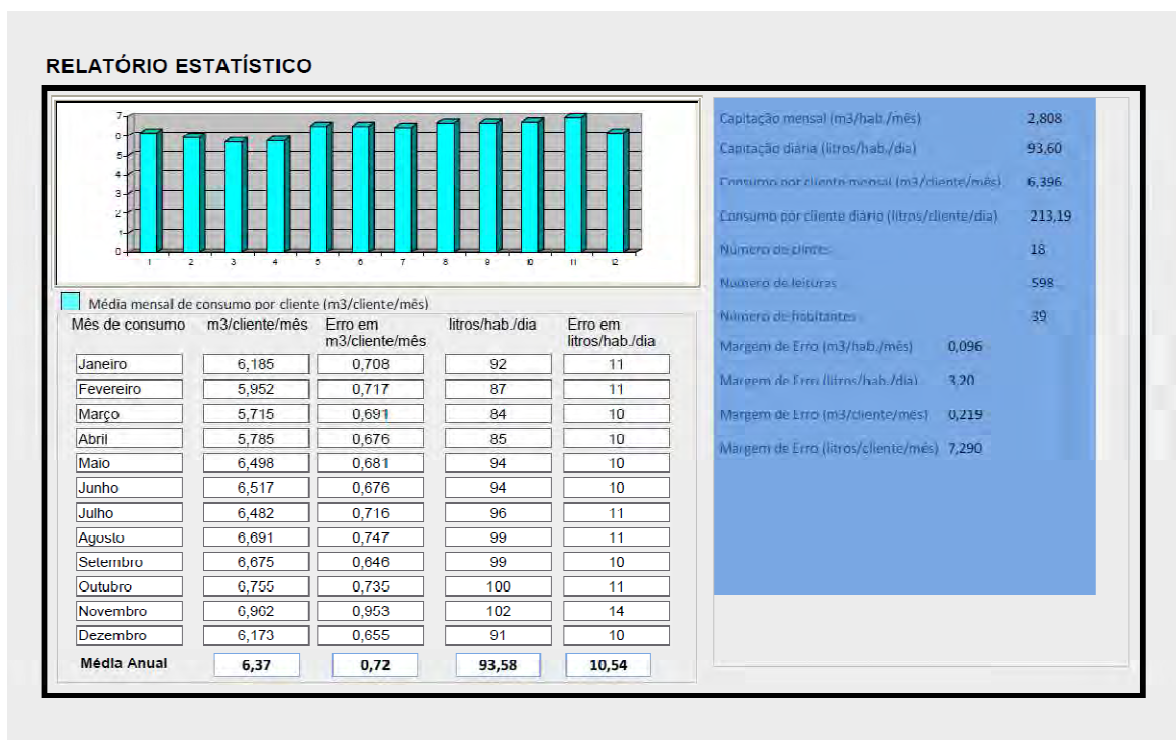 RELATÓRIO ESTATÍSTICO
7
6
5
4
3
2
1
0
1 2 3 4 5 6 7 8 9 10 11 12
Média mensal de consumo por cliente (m3/cliente/mês)
Mês de consumo m3/cliente/mês Erro em m3/cliente/mês litros/hab./dia Erro em litros/hab./dia
Janeiro 6,185 0,708 92 11
Fevereiro 5,952 0,717 87 11
Março 5,715 0,691 84 10
Abril 5,785 0,676 85 10
Maio 6,498 0,681 94 10
Junho 6,517 0,676 94 10
Julho 6,482 0,716 96 11
Agosto 6,691 0,747 99 11
Setembro 6,675 0,646 99 10
Outubro 6,755 0,735 100 11
Novembro 6,962 0,953 102 14
Dezembro 6,173 0,655 91 10
Média Anual 6,37 0,72 93,58 10,54
Capitação mensal (m3/hab./mês) 2,808
Capitação diária (litros/hab./dia) 93,60
Consumo por cliente mensal (m3/cliente/mês) 6,396
Consumo por cliente diário (litros/cliente/dia) 213,19
Número de clintes 18
Número de leituras 598
Número de habitantes 39
Margem de Erro (m3/hab./mês) 0,096
Margem de Erro (litros/hab./dia) 3,20
Margem de Erro (m3/cliente/mês) 0,219
Margem de Erro (litros/cliente/mês) 7,290